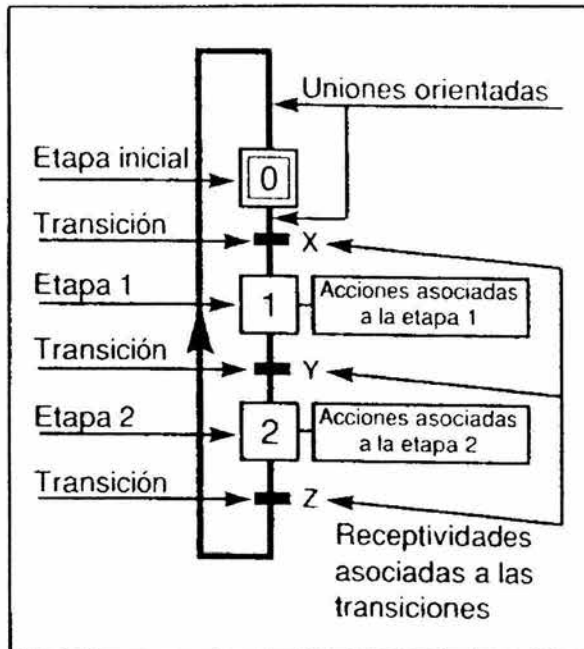 Uniones orientadas
Etapa inicial
0
Transición
X
Etapa 1
1
Acciones asociadas
a la etapa 1
Transición
Y
Etapa 2
2
Acciones asociadas
a la etapa 2
Transición
Z
Receptividades
asociadas a las
transiciones